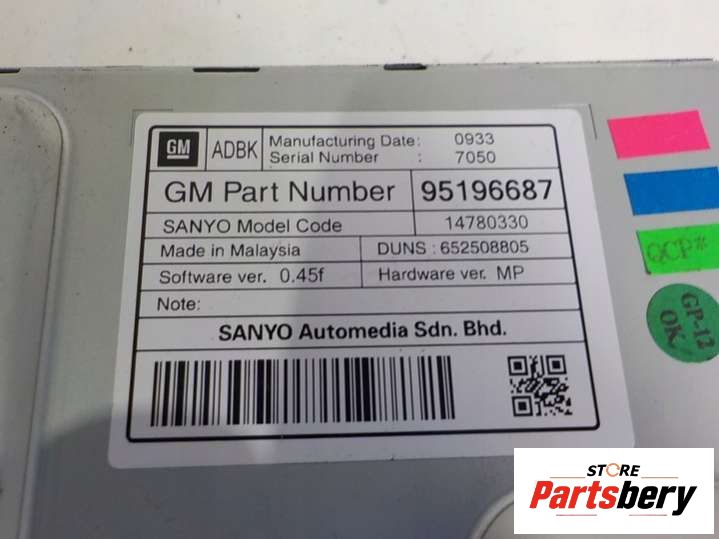 GM ADBK Manufacturing Date: 0933
Serial Number : 7050
GM Part Number 95196687
SANYO Model Code 14780330
Made in Malaysia DUNS : 652508805
Software ver. 0.45f Hardware ver. MP
Note:
SANYO Automedia Sdn. Bhd.
QCP#
GP-12
OK
STORE
Partsbery